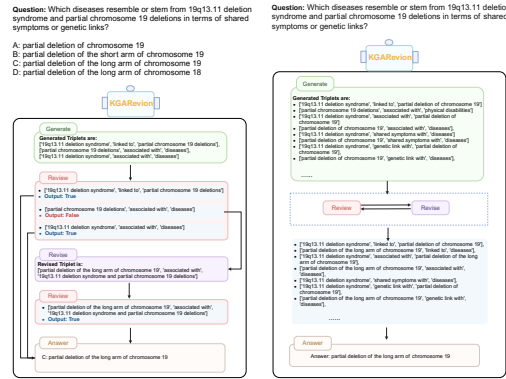 Question: Which diseases resemble or stem from 19q13.11 deletion
syndrome and partial chromosome 19 deletions in terms of shared
symptoms or genetic links?
A: partial deletion of chromosome 19
B: partial deletion of the short arm of chromosome 19
C: partial deletion of the long arm of chromosome 19
D: partial deletion of the long arm of chromosome 18
KGARevion
Generate
Generated Triplets are:
['19q13.11 deletion syndrome', 'linked to', 'partial chromosome 19 deletions'],
['partial chromosome 19 deletions', 'associated with', 'diseases'],
['19q13.11 deletion syndrome', 'associated with', 'diseases']
Review
['19q13.11 deletion syndrome', 'linked to', 'partial chromosome 19 deletions']
Output: True
['partial chromosome 19 deletions', 'associated with', 'diseases']
Output: False
['19q13.11 deletion syndrome', 'associated with', 'diseases']
Output: True
Revise
Revised Triplet is:
['partial deletion of the long arm of chromosome 19', 'associated with',
'19q13.11 deletion syndrome and partial chromosome 19 deletions']
Review
['partial deletion of the long arm of chromosome 19', 'associated with',
'19q13.11 deletion syndrome and partial chromosome 19 deletions']
Output: True
Answer
C: partial deletion of the long arm of chromosome 19
Question: Which diseases resemble or stem from 19q13.11 deletio
syndrome and partial chromosome 19 deletions in terms of shared
symptoms or genetic links?
KGARevion
Generate
Generated Triplets are:
['19q13.11 deletion syndrome', 'linked to', 'partial deletion of chromosome 19']
['partial chromosome 19 deletions', 'associated with', 'physical disabilities']
['19q13.11 deletion syndrome', 'associated with', 'partial deletion of
chromosome 19'],
['partial deletion of chromosome 19', 'associated with', 'diseases'],
['19q13.11 deletion syndrome', 'shared symptoms with', 'diseases']
['partial deletion of chromosome 19', 'shared symptoms with', 'diseases'],
['19q13.11 deletion syndrome', 'genetic link with', 'partial deletion of
chromosome 19'],
['partial deletion of chromosome 19', 'genetic link with', 'diseases'],
......
Review
Revise
['19q13.11 deletion syndrome', 'linked to', 'partial deletion of chromosome 19'],
['partial deletion of the long arm of chromosome 19', 'linked to', 'diseases'],
['19q13.11 deletion syndrome', 'associated with', 'partial deletion of the long
arm of chromosome 19'],
['partial deletion of the long arm of chromosome 19', 'associated with',
'diseases'],
['19q13.11 deletion syndrome', 'shared symptoms with', 'diseases'],
['19q13.11 deletion syndrome', 'genetic link with', 'partial deletion of
chromosome 19'],
['partial deletion of the long arm of chromosome 19', 'genetic link with',
'diseases'],
......
Answer
Answer: partial deletion of the long arm of chromosome 19